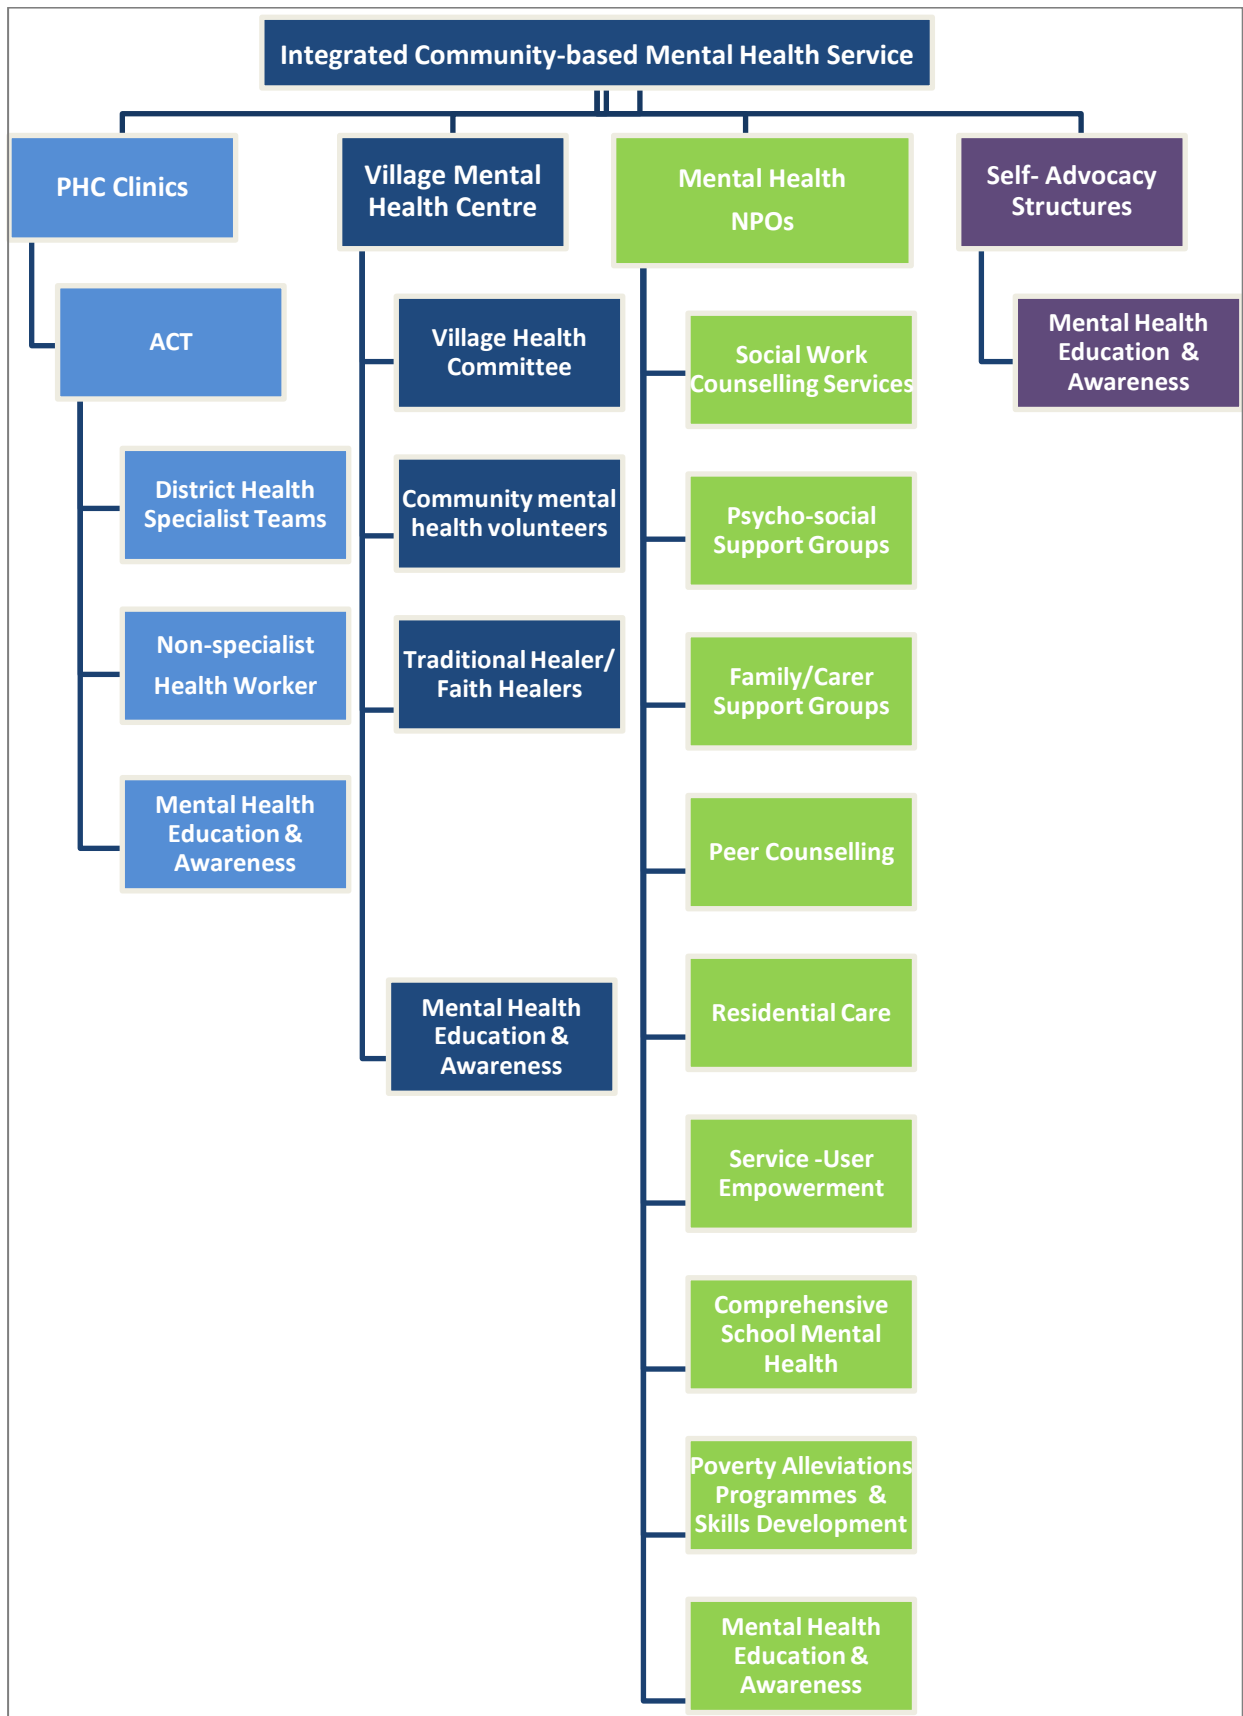 Integrated Community-based Mental Health Service
PHC Clinics
ACT
District Health
Specialist Teams
Non-specialist
Health Worker
Mental Health
Education &
Awareness
Village Mental
Health Centre
Village Health
Committee
Community mental
health volunteers
Traditional Healer/
Faith Healers
Mental Health
Education &
Awareness
Mental Health
NPOs
Social Work
Counselling Services
Psycho-social
Support Groups
Family/Carer
Support Groups
Peer Counselling
Residential Care
Service -User
Empowerment
Comprehensive
School Mental
Health
Poverty Alleviations
Programmes &
Skills Development
Mental Health
Education &
Awareness
Self- Advocacy
Structures
Mental Health
Education &
Awareness